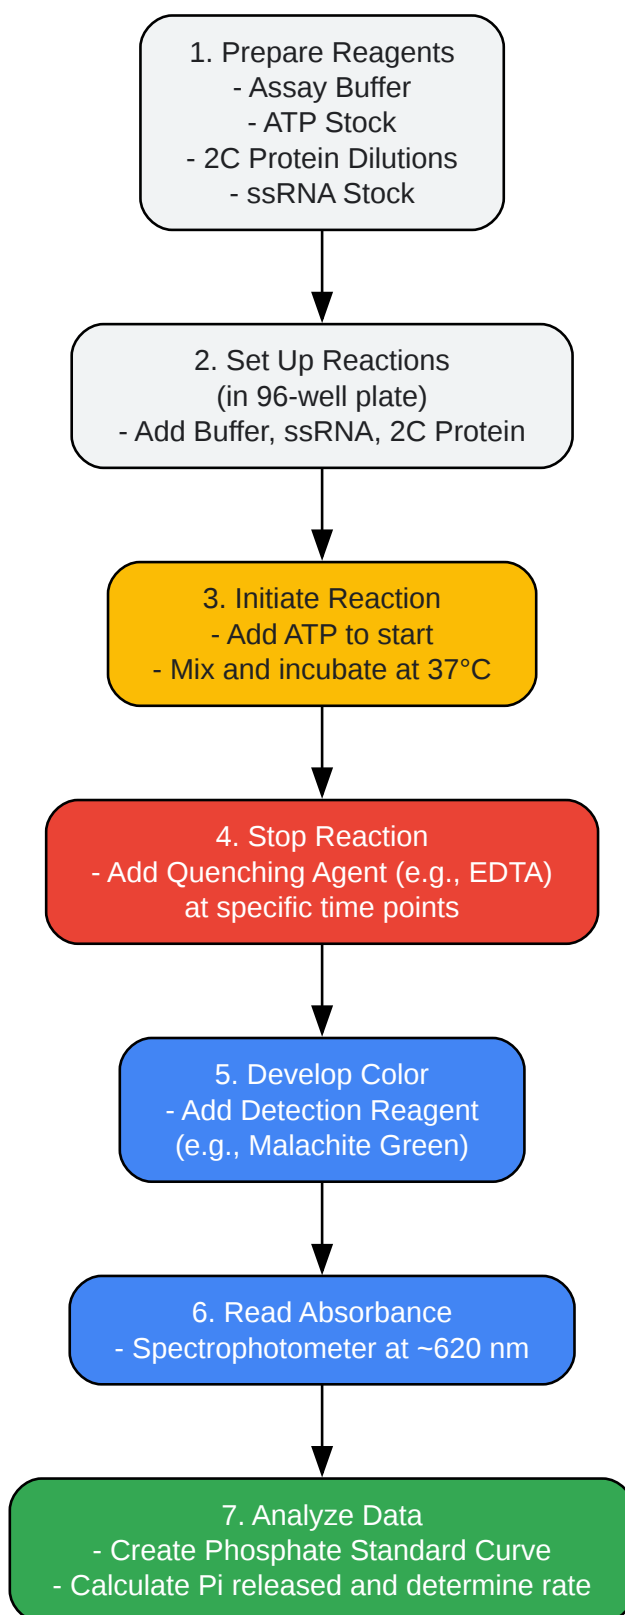 1. Prepare Reagents
- Assay Buffer
- ATP Stock
- 2C Protein Dilutions
- ssRNA Stock
2. Set Up Reactions
(in 96-well plate)
- Add Buffer, ssRNA, 2C Protein
3. Initiate Reaction
- Add ATP to start
- Mix and incubate at 37°C
4. Stop Reaction
- Add Quenching Agent (e.g., EDTA)
at specific time points
5. Develop Color
- Add Detection Reagent
(e.g., Malachite Green)
6. Read Absorbance
- Spectrophotometer at ~620 nm
7. Analyze Data
- Create Phosphate Standard Curve
- Calculate Pi released and determine rate